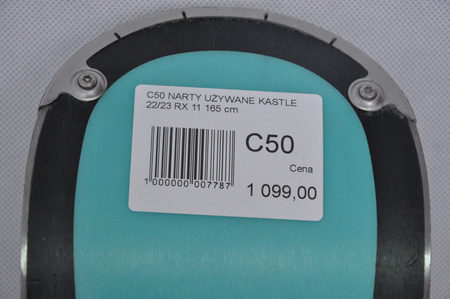 C50 NARTY UŻYWANE KASTLE
22/23 RX 11 165 cm
C50
Cena
1 000000 007787
1 099,00